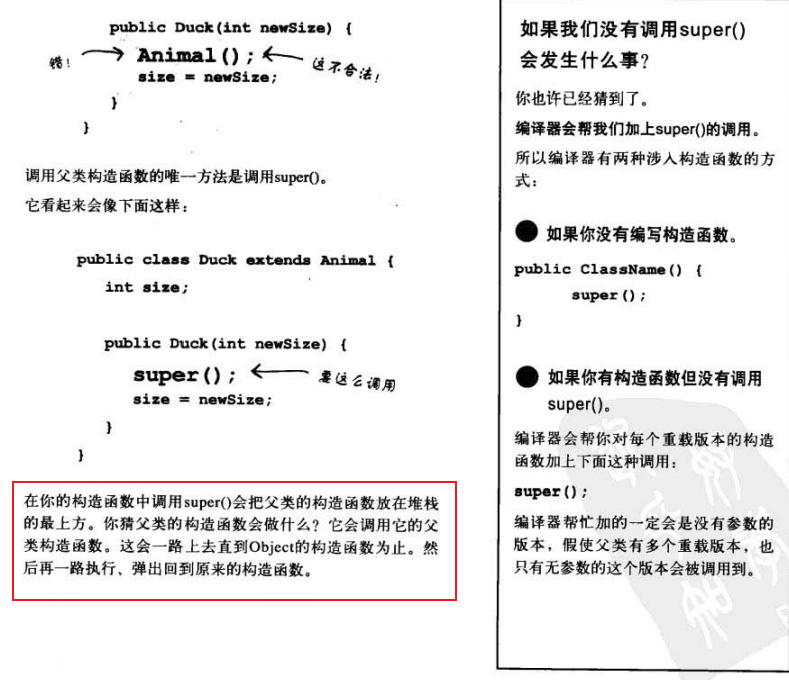 public Duck(int newSize) {
错！ Animal(); 这不合法！
size = newSize;
}
}
调用父类构造函数的唯一方法是调用super()。
它看起来会像下面这样：
public class Duck extends Animal {
int size;
public Duck(int newSize) {
super(); 要这么调用
size = newSize;
}
}
在你的构造函数中调用super()会把父类的构造函数放在堆栈
的最上方。你猜父类的构造函数会做什么？它会调用它的父
类构造函数。这会一路上去直到Object的构造函数为止。然
后再一路执行、弹出回到原来的构造函数。
如果我们没有调用super()
会发生什么事？
你也许已经猜到了。
编译器会帮我们加上super()的调用。
所以编译器有两种涉入构造函数的方
式：
● 如果你没有编写构造函数。
public ClassName() {
super();
}
● 如果你有构造函数但没有调用
super()。
编译器会帮你对每个重载版本的构造
函数加上下面这种调用：
super();
编译器帮忙加的一定会是没有参数的
版本，假使父类有多个重载版本，也
只有无参数的这个版本会被调用到。